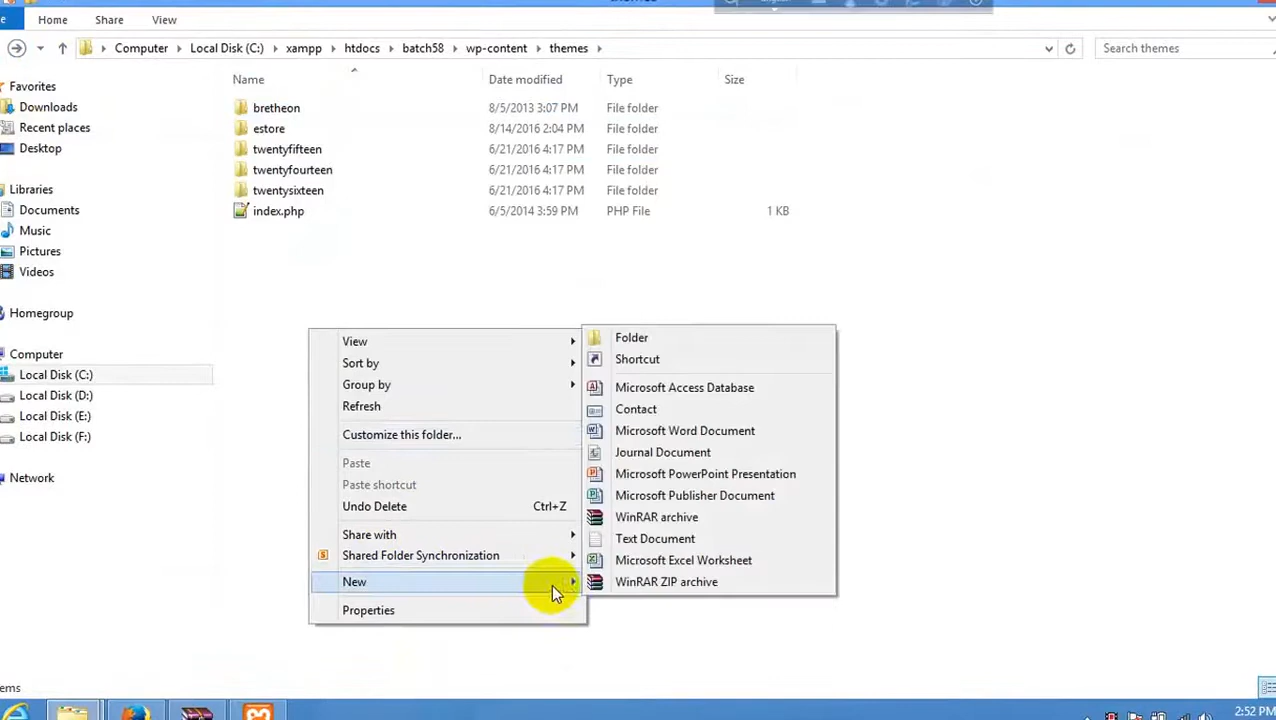 Home Share View
Computer Local Disk (C:) xampp htdocs batch58 wp-content themes
Search themes
Name Date modified Type Size
Favorites
Downloads
Recent places
Desktop
Libraries
Documents
Music
Pictures
Videos
Homegroup
Computer
Local Disk (C:)
Local Disk (D:)
Local Disk (E:)
Local Disk (F:)
Network
bretheon 8/5/2013 3:07 PM File folder
estore 8/14/2016 2:04 PM File folder
twentyfifteen 6/21/2016 4:17 PM File folder
twentyfourteen 6/21/2016 4:17 PM File folder
twentysixteen 6/21/2016 4:17 PM File folder
index.php 6/5/2014 3:59 PM PHP File 1 KB
View
Sort by
Group by
Refresh
Customize this folder...
Paste
Paste shortcut
Undo Delete Ctrl+Z
Share with
Shared Folder Synchronization
New
Properties
Folder
Shortcut
Microsoft Access Database
Contact
Microsoft Word Document
Journal Document
Microsoft PowerPoint Presentation
Microsoft Publisher Document
WinRAR archive
Text Document
Microsoft Excel Worksheet
WinRAR ZIP archive
2:52 PM